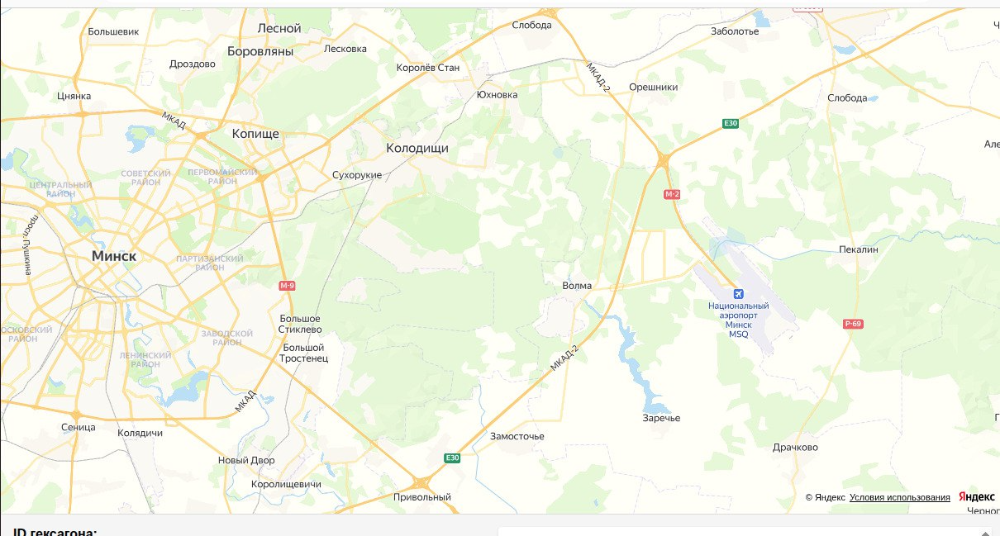 Большевик
Лесной
Слобода
Заболотье
Боровляны
Лесковка
Дроздово
Королёв Стан
МКАД-2
Орешники
Цнянка
Юхновка
Слобода
МКАД
E30
Копище
Колодищи
СОВЕТСКИЙ
РАЙОН
ПЕРВОМАЙСКИЙ
РАЙОН
Сухорукие
ЦЕНТРАЛЬНЫЙ
РАЙОН
М-2
просп. Пушкина
Минск
ПАРТИЗАНСКИЙ
РАЙОН
Пекалин
М-9
Волма
Национальный
аэропорт
Минск
MSQ
Большое
Стиклево
Р-69
ОСКОВСКИЙ
РАЙОН
ЗАВОДСКОЙ
РАЙОН
Большой
Тростенец
ЛЕНИНСКИЙ
РАЙОН
МКАД-2
МКАД
Заречье
Сеница
Колядичи
Замосточье
Драчково
Новый Двор
E30
Королищевичи
Привольный
© Яндекс Условия использования Яндекс
Черног
ID гексагона: